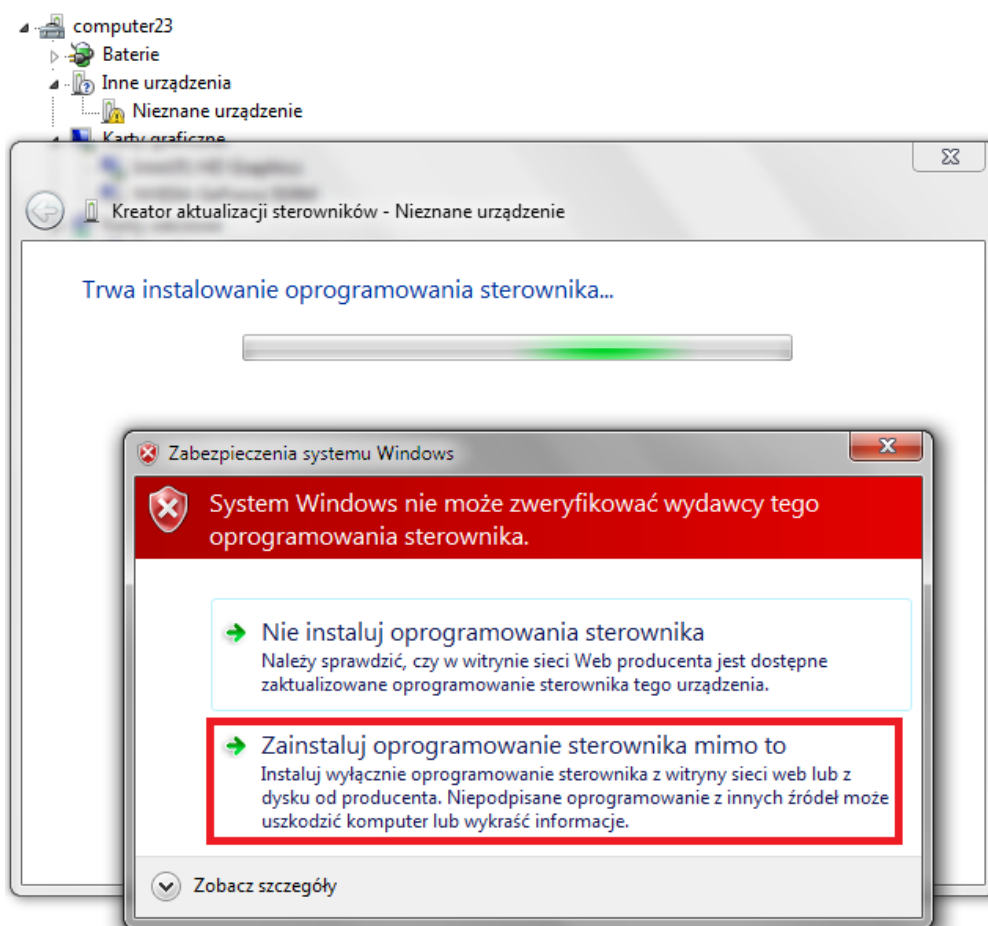 computer23
Baterie
Inne urządzenia
Nieznane urządzenie
Karty graficzne
Kreator aktualizacji sterowników - Nieznane urządzenie
Trwa instalowanie oprogramowania sterownika...
Zabezpieczenia systemu Windows
System Windows nie może zweryfikować wydawcy tego
oprogramowania sterownika.
Nie instaluj oprogramowania sterownika
Należy sprawdzić, czy w witrynie sieci Web producenta jest dostępne
zaktualizowane oprogramowanie sterownika tego urządzenia.
Zainstaluj oprogramowanie sterownika mimo to
Instaluj wyłącznie oprogramowanie sterownika z witryny sieci web lub z
dysku od producenta. Niepodpisane oprogramowanie z innych źródeł może
uszkodzić komputer lub wykraść informacje.
Zobacz szczegóły